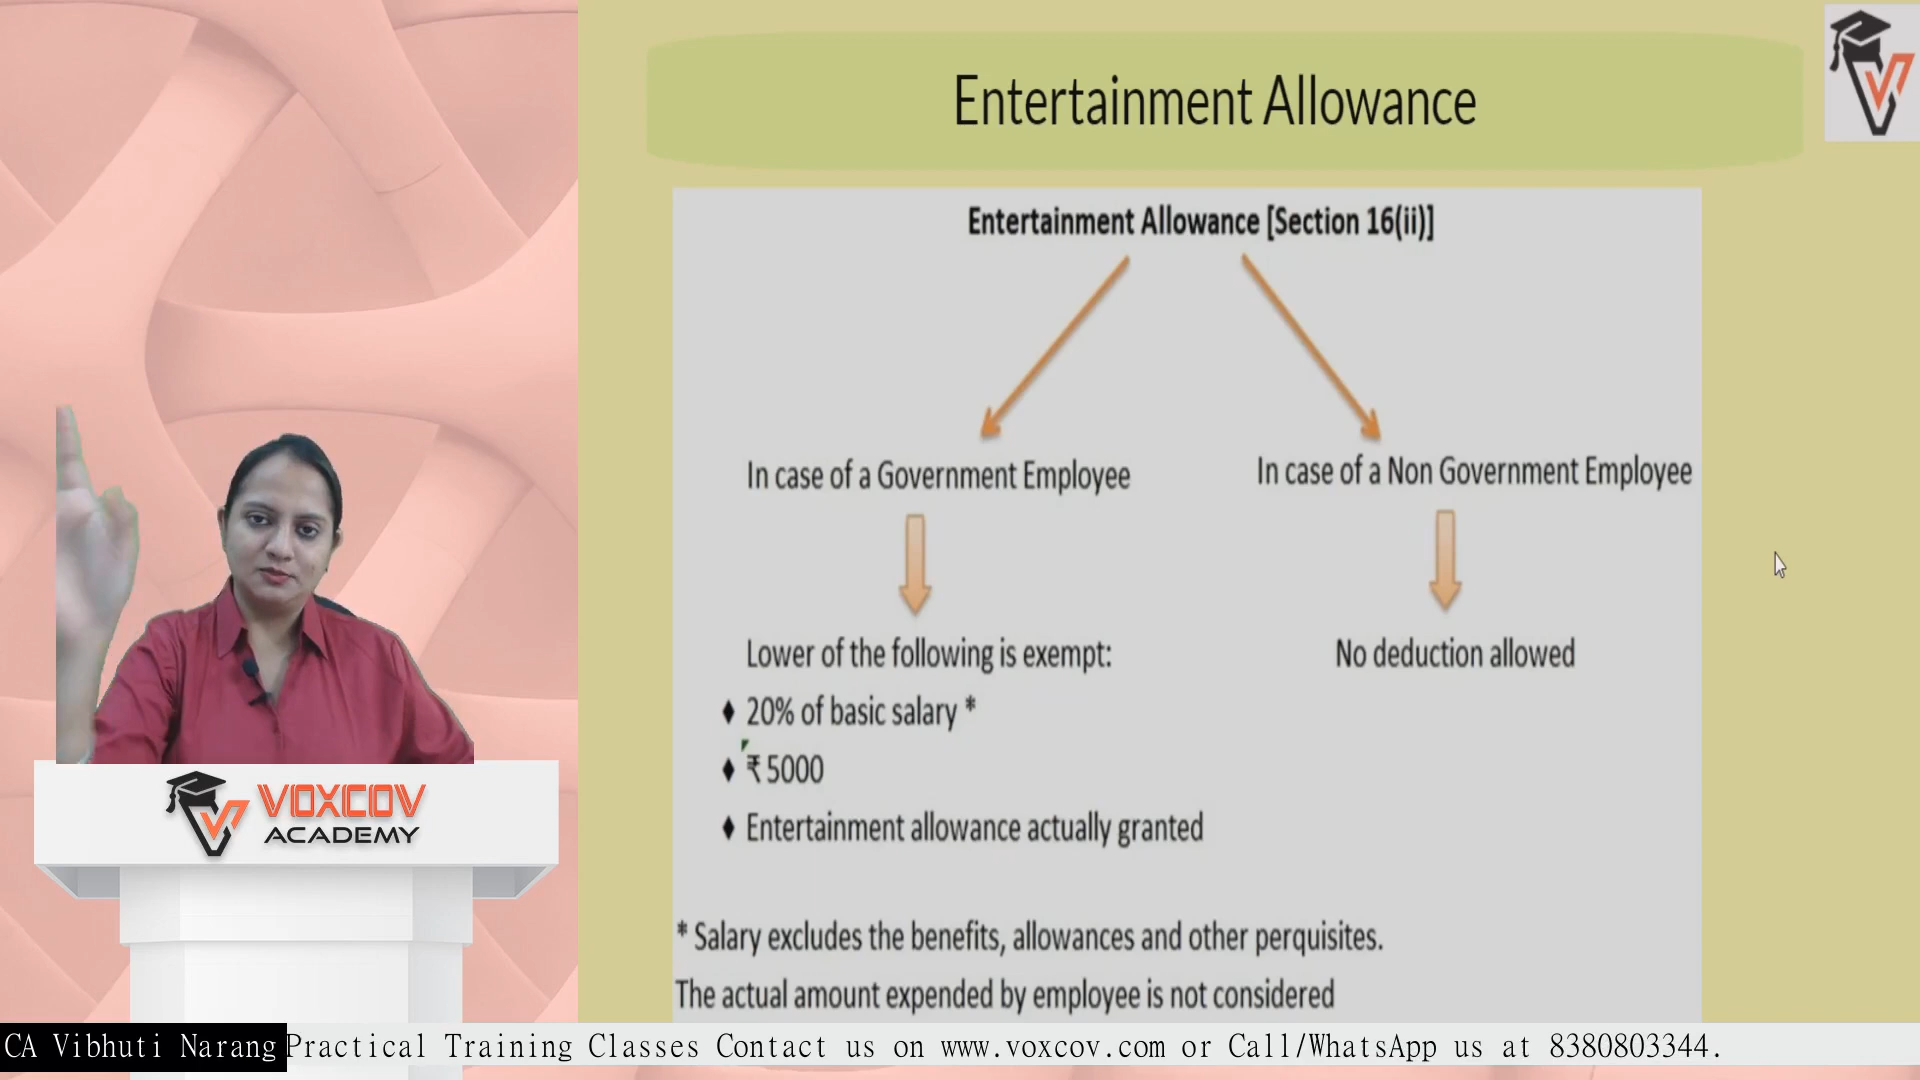 Entertainment Allowance
Entertainment Allowance [Section 16(ii)]
In case of a Government Employee
In case of a Non Government Employee
Lower of the following is exempt:
No deduction allowed
♦ 20% of basic salary *
♦ ₹ 5000
♦ Entertainment allowance actually granted
* Salary excludes the benefits, allowances and other perquisites.
The actual amount expended by employee is not considered
VOXCOV
ACADEMY
CA Vibhuti Narang Practical Training Classes Contact us on www.voxcov.com or Call/WhatsApp us at 8380803344.